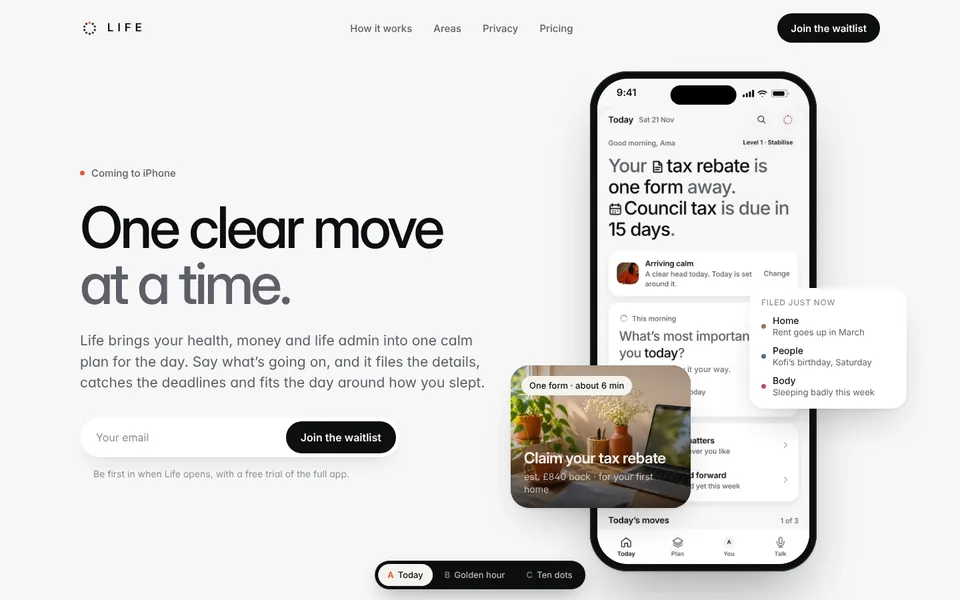 LIFE
How it works
Areas
Privacy
Pricing
Join the waitlist
Coming to iPhone
One clear move
at a time.
Life brings your health, money and life admin into one calm
plan for the day. Say what's going on, and it files the details,
catches the deadlines and fits the day around how you slept.
Your email
Join the waitlist
Be first in when Life opens, with a free trial of the full app.
9:41
Today Sat 21 Nov
Good morning, Ama
Level 1 · Stabilise
Your tax rebate is
one form away.
Council tax is due in
15 days.
Arriving calm
A clear head today. Today is set
around it.
Change
This morning
What's most importan
you today?
it your way.
FILED JUST NOW
Home
Rent goes up in March
People
Kofi's birthday, Saturday
Body
Sleeping badly this week
One form · about 6 min
Claim your tax rebate
est. £840 back · for your first
home
ever you like
d forward
d yet this week
Today's moves
1 of 3
Today
Plan
A
You
Talk
A Today
B Golden hour
C Ten dots